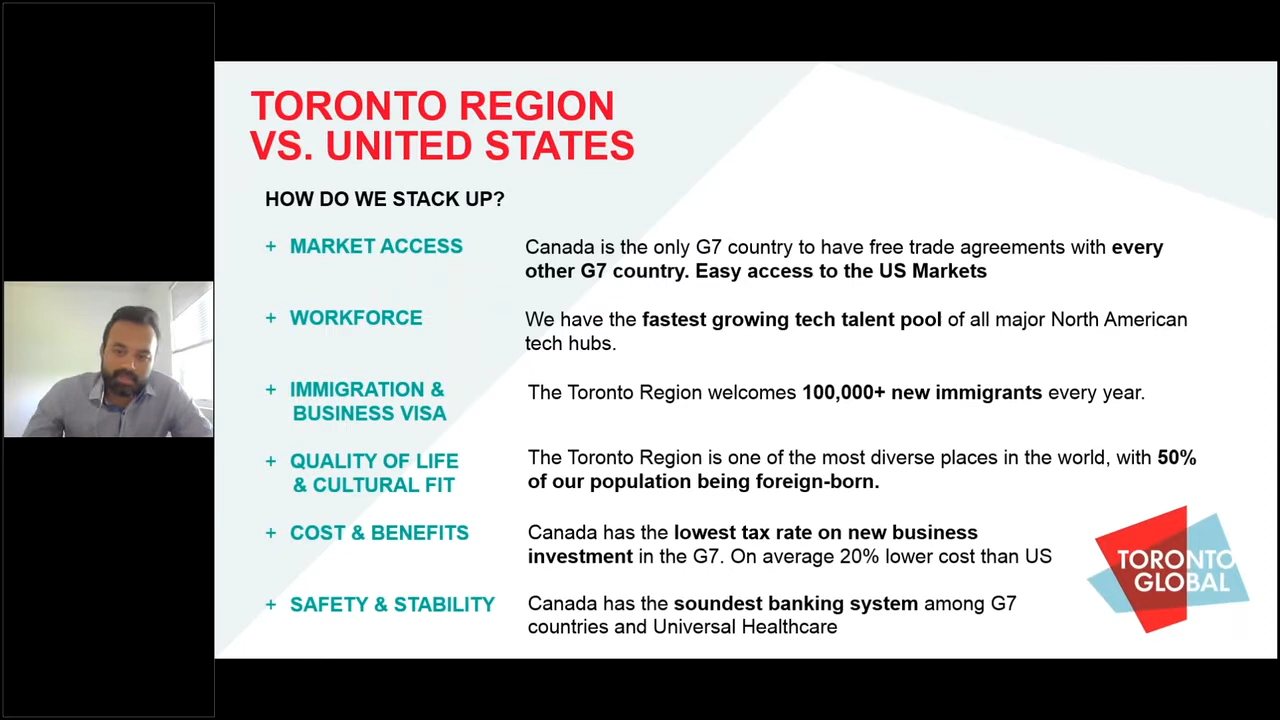 TORONTO REGION
VS. UNITED STATES
HOW DO WE STACK UP?
+ MARKET ACCESS
Canada is the only G7 country to have free trade agreements with every
other G7 country. Easy access to the US Markets
+ WORKFORCE
We have the fastest growing tech talent pool of all major North American
tech hubs.
+ IMMIGRATION &
BUSINESS VISA
The Toronto Region welcomes 100,000+ new immigrants every year.
+ QUALITY OF LIFE
& CULTURAL FIT
The Toronto Region is one of the most diverse places in the world, with 50%
of our population being foreign-born.
+ COST & BENEFITS
Canada has the lowest tax rate on new business
investment in the G7. On average 20% lower cost than US
+ SAFETY & STABILITY
Canada has the soundest banking system among G7
countries and Universal Healthcare
TORONTO
GLOBAL